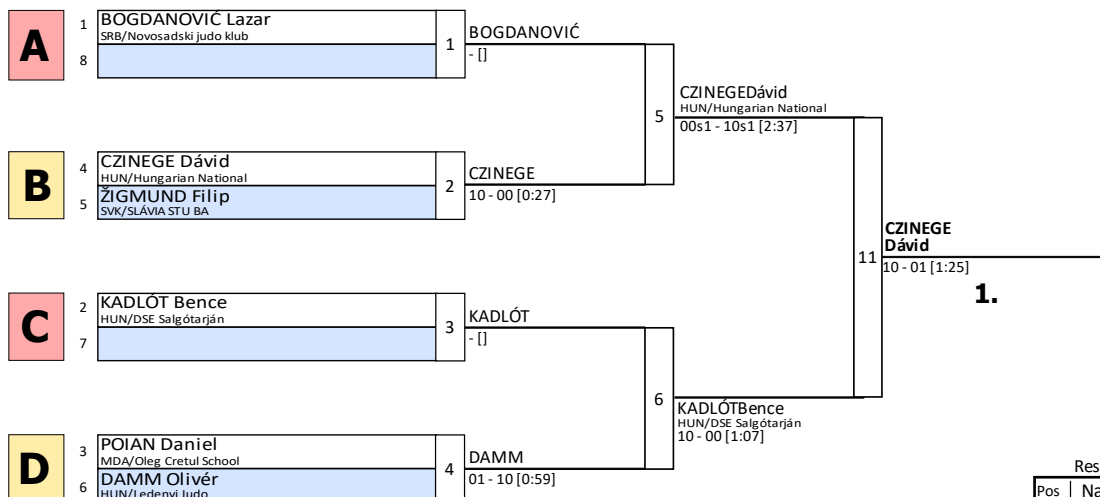 A
1 BOGDANOVIĆ Lazar
SRB/Novosadski judo klub
8
1
BOGDANOVIĆ
- []
B
4 CZINEGE Dávid
HUN/Hungarian National
5 ŽIGMUND Filip
SVK/SLÁVIA STU BA
2
CZINEGE
10 - 00 [0:27]
5
CZINEGEDávid
HUN/Hungarian National
00s1 - 10s1 [2:37]
C
2 KADLÓT Bence
HUN/DSE Salgótarján
7
3
KADLÓT
- []
D
3 POIAN Daniel
MDA/Oleg Cretul School
6 DAMM Olivér
HUN/Ledenyi Judo
4
DAMM
01 - 10 [0:59]
6
KADLÓTBence
HUN/DSE Salgótarján
10 - 00 [1:07]
11
CZINEGE
Dávid
10 - 01 [1:25]
1.
Res
Pos Na